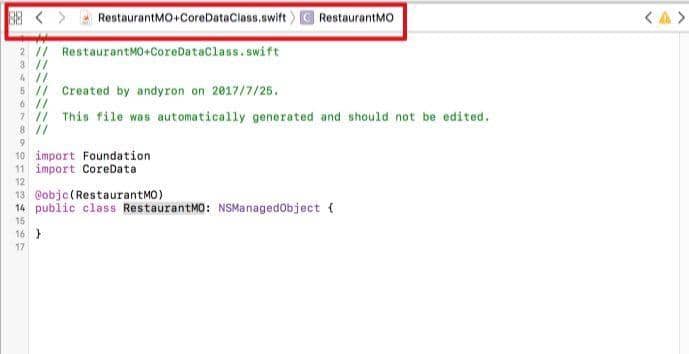 RestaurantMO+CoreDataClass.swift 〉 C RestaurantMO
1 //
2 // RestaurantMO+CoreDataClass.swift
3 //
4 //
5 // Created by andyron on 2017/7/25.
6 //
7 // This file was automatically generated and should not be edited.
8 //
9
10 import Foundation
11 import CoreData
12
13 @objc(RestaurantMO)
14 public class RestaurantMO: NSManagedObject {
15
16 }
17